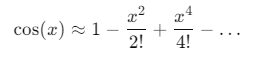 cos(x) ≈ 1 − x²/2! + x⁴/4! − …